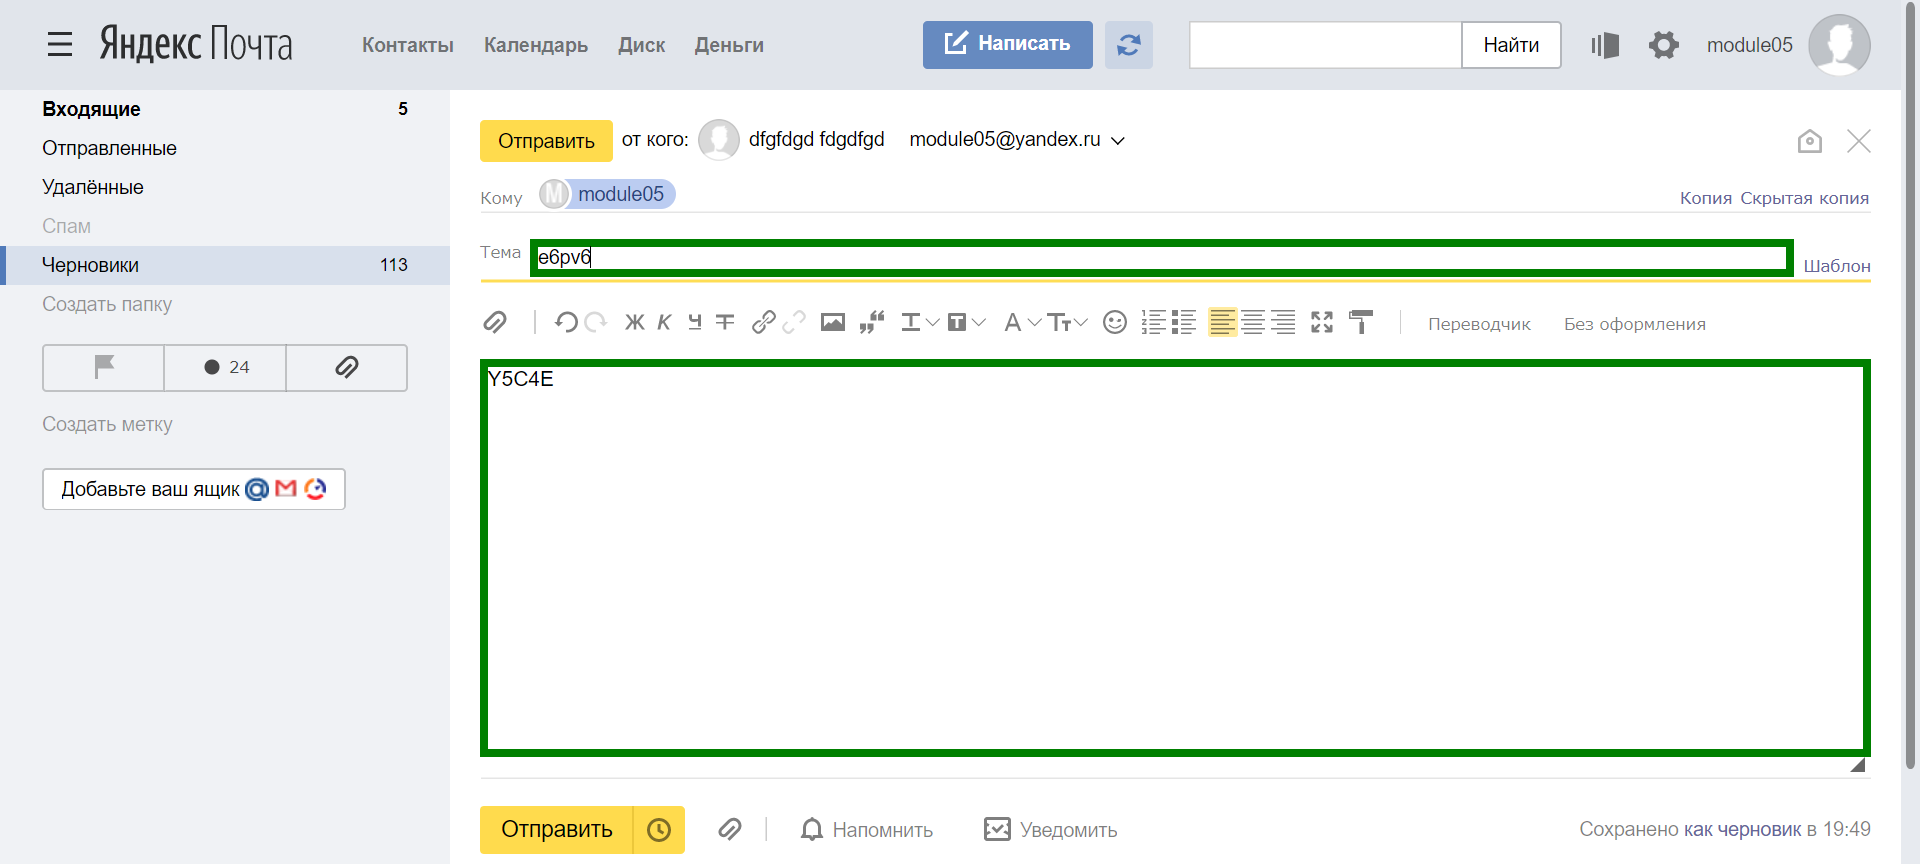 Яндекс Почта
Контакты Календарь Диск Деньги
Написать
Найти
module05
Входящие 5
Отправленные
Удалённые
Спам
Черновики 113
Создать папку
24
Создать метку
Добавьте ваш ящик
Отправить от кого: dfgfdgd fdgdfgd module05@yandex.ru
Кому M module05 Копия Скрытая копия
Тема e6pv6 Шаблон
Ж К Ч Т Т Т А Тт Переводчик Без оформления
Y5C4E
Отправить Напомнить Уведомить Сохранено как черновик в 19:49